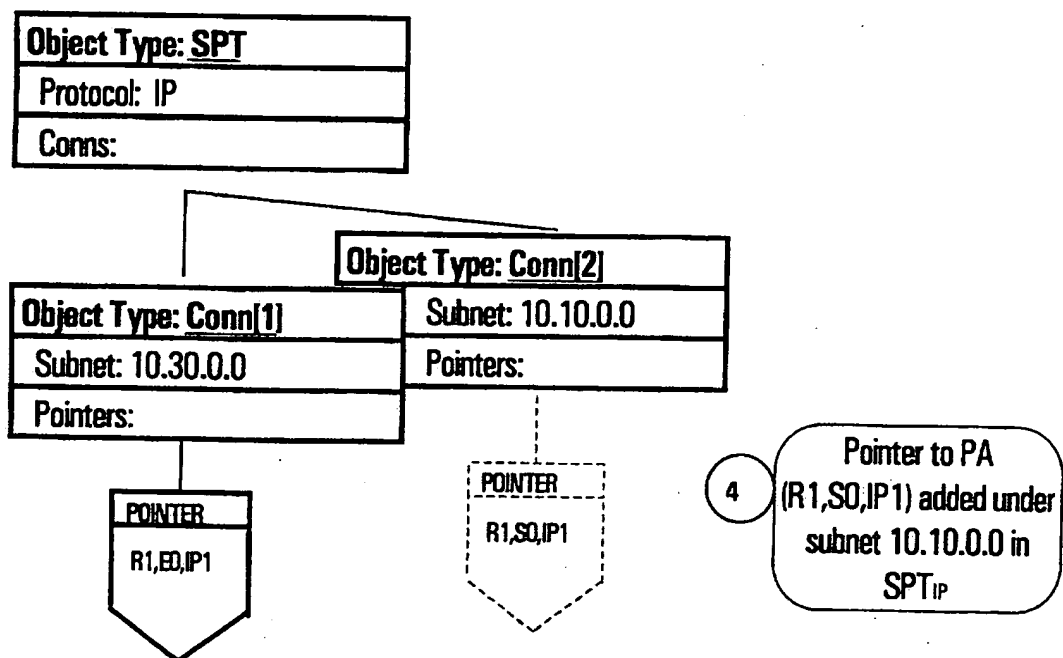 Object Type: SPT
Protocol: IP
Conns:
Object Type: Conn[2]
Subnet: 10.10.0.0
Pointers:
Object Type: Conn[1]
Subnet: 10.30.0.0
Pointers:
POINTER
R1,E0,IP1
POINTER
R1,S0,IP1
4
Pointer to PA
(R1,S0,IP1) added under
subnet 10.10.0.0 in
SPTIP